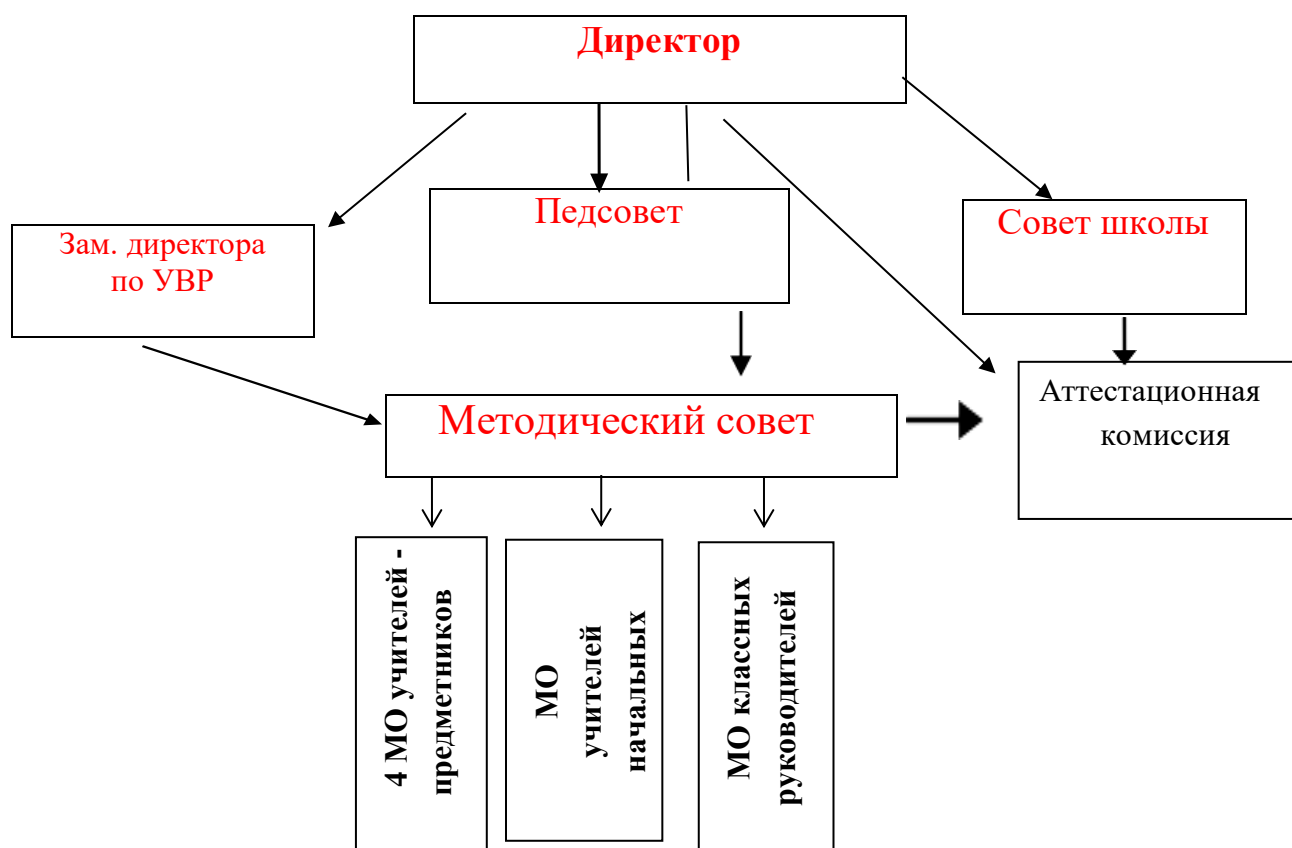 Директор
Педсовет
Совет школы
Зам. директора
по УВР
Аттестационная
комиссия
Методический совет
4 МО учителей -
предметников
МО
учителей
начальных
МО классных
руководителей